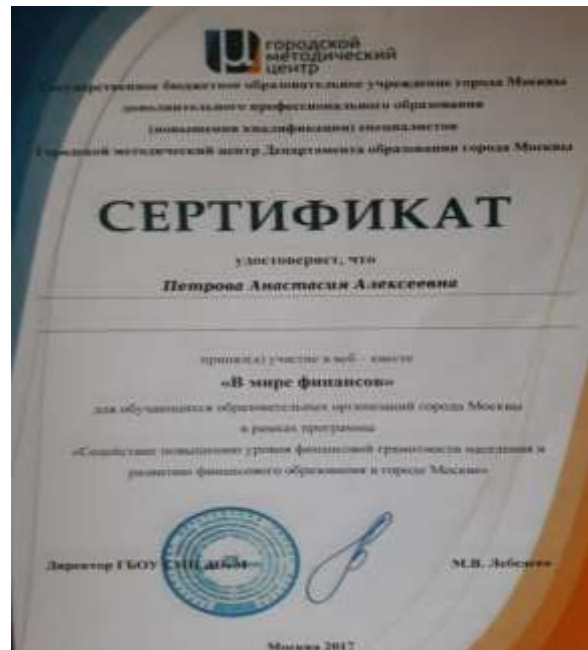 городской
методический
центр
Государственное бюджетное образовательное учреждение города Москвы
дополнительного профессионального образования
(повышения квалификации) специалистов
Городской методический центр Департамента образования города Москвы
СЕРТИФИКАТ
удостоверяет, что
Петрова Анастасия Алексеевна
принял(а) участие в веб – квесте
«В мире финансов»
для обучающихся образовательных организаций города Москвы
в рамках программы
«Содействие повышению уровня финансовой грамотности населения и
развитию финансового образования в городе Москве»
Директор ГБОУ ГМЦ ДОгМ
М.В. Лебедева
Москва 2017